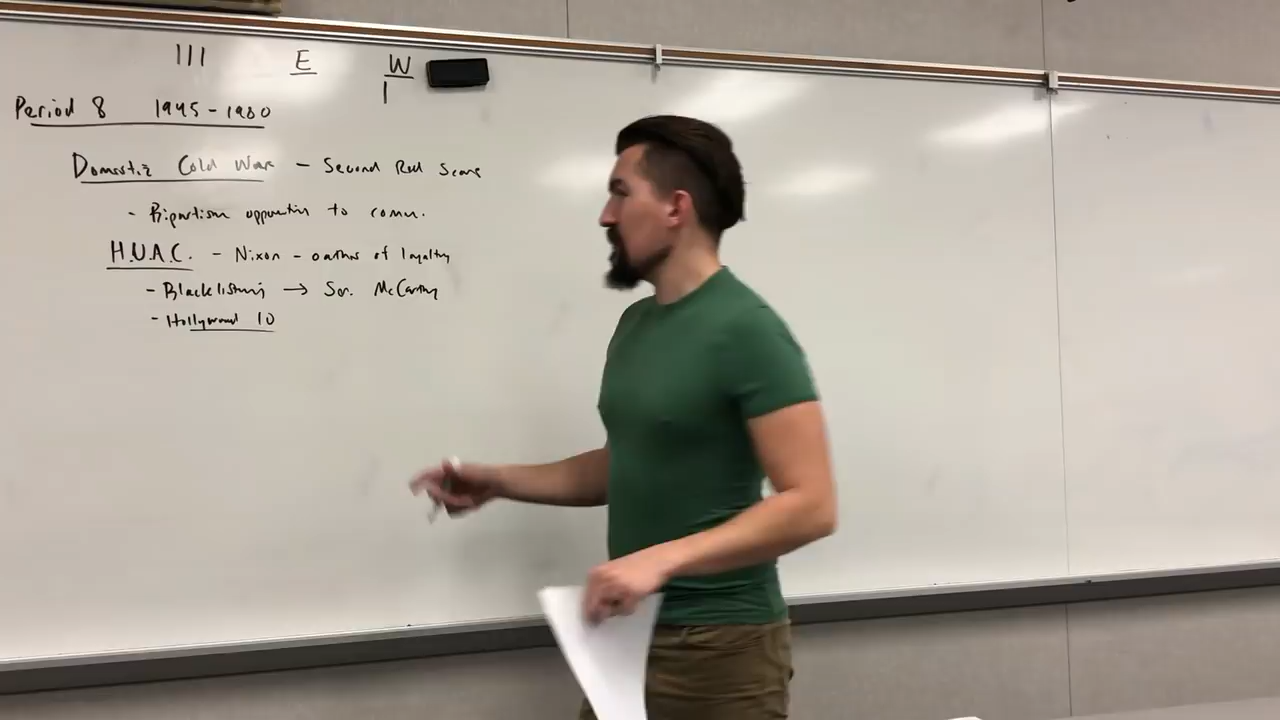 III E W
I
Period 8 1945-1980
Domestic Cold War - Second Red Scare
- Bipartisan opposition to comm.
H.U.A.C. - Nixon - oaths of loyalty
- Blacklisting → Sen. McCarthy
- Hollywood 10